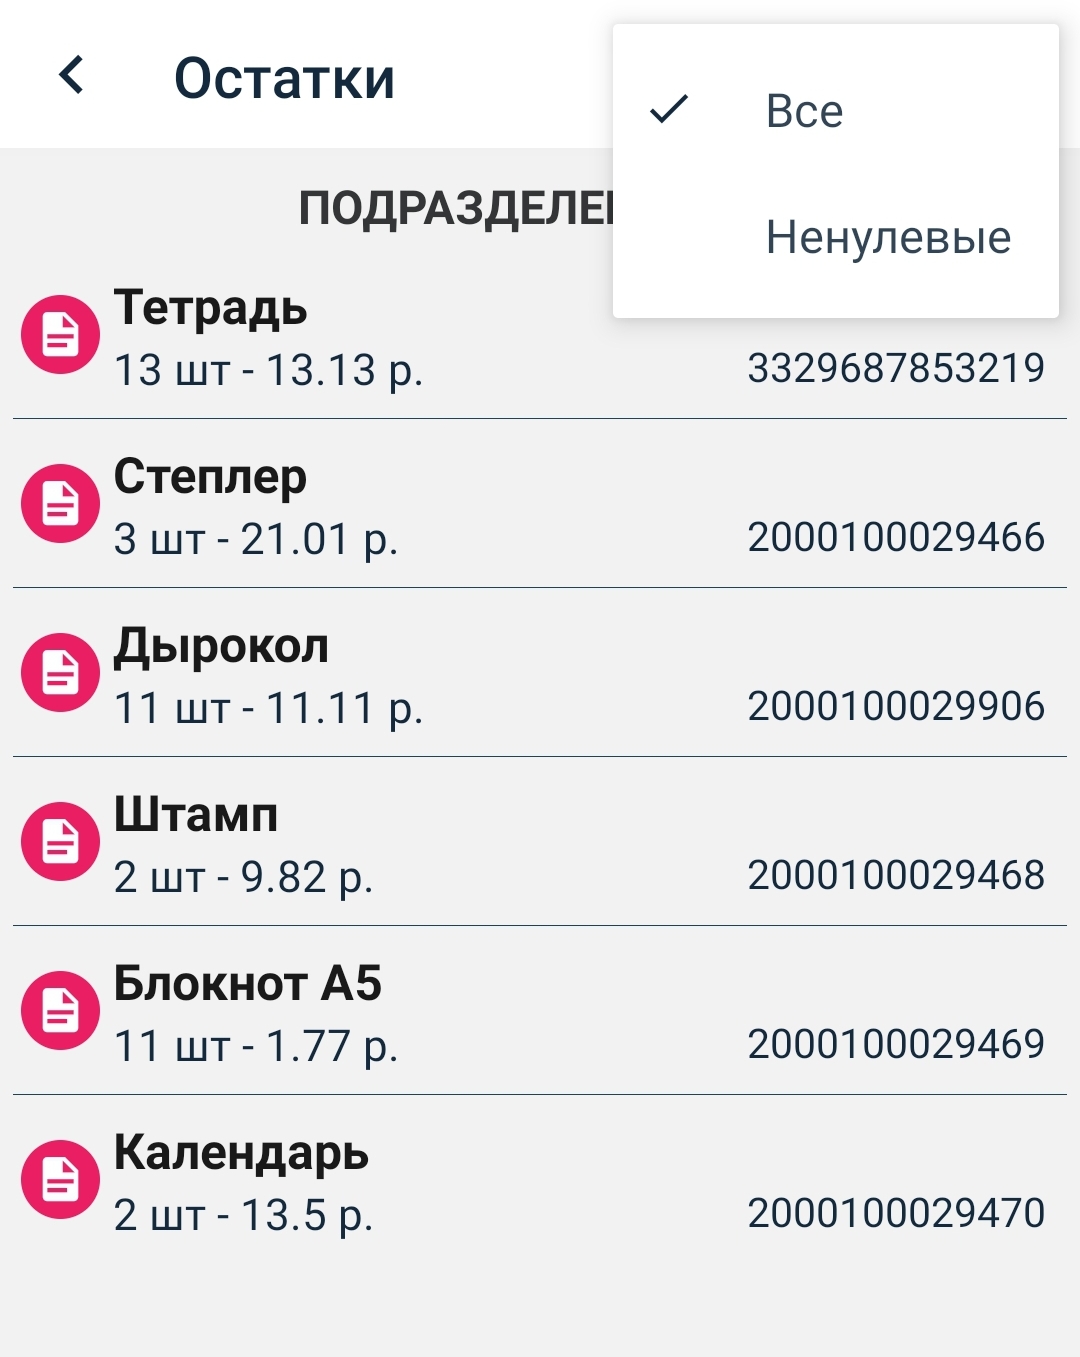 Остатки
Все
Ненулевые
Тетрадь
13 шт - 13.13 р.
3329687853219
Степлер
3 шт - 21.01 р.
2000100029466
Дырокол
11 шт - 11.11 р.
2000100029906
Штамп
2 шт - 9.82 р.
2000100029468
Блокнот А5
11 шт - 1.77 р.
2000100029469
Календарь
2 шт - 13.5 р.
2000100029470